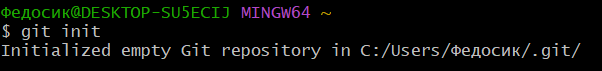 Федосик@DESKTOP-SU5ECIJ MINGW64 ~
$ git init
Initialized empty Git repository in C:/Users/Федосик/.git/